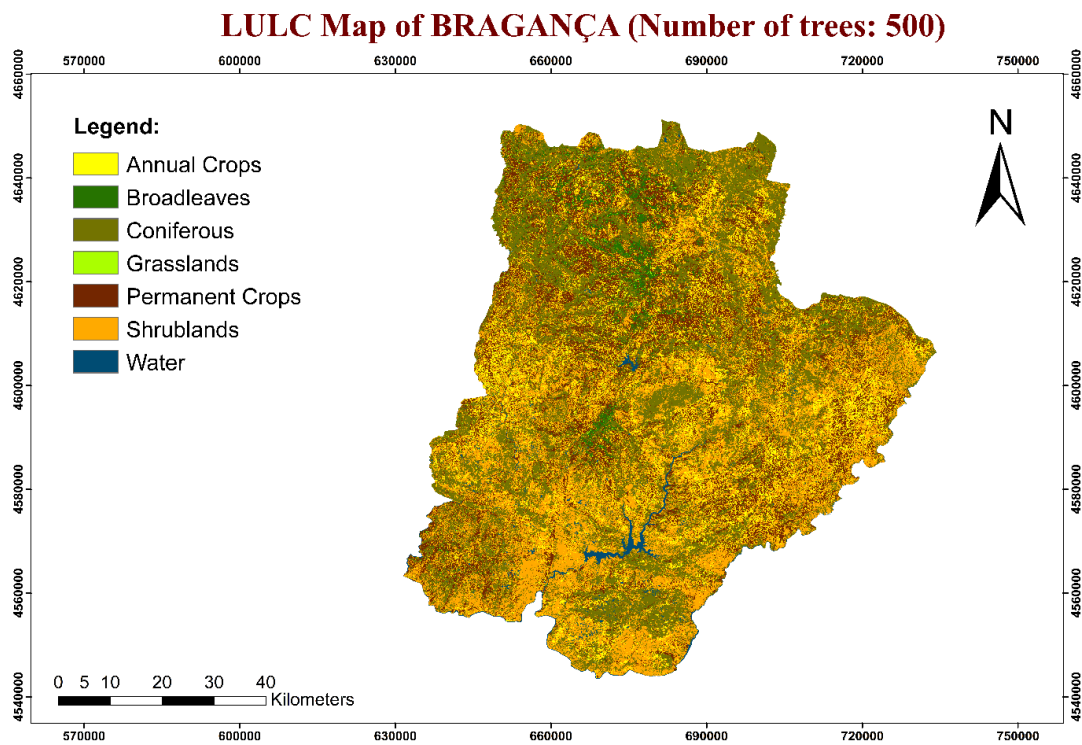 LULC Map of BRAGANÇA (Number of trees: 500)
570000 600000 630000 660000 690000 720000 750000
4660000 4660000
Legend:
N
Annual Crops
4640000 4640000
Broadleaves
Coniferous
Grasslands
4620000 4620000
Permanent Crops
Shrublands
Water
4600000 4600000
4580000 4580000
4560000 4560000
0 5 10 20 30 40
Kilometers
4540000 4540000
570000 600000 630000 660000 690000 720000 750000